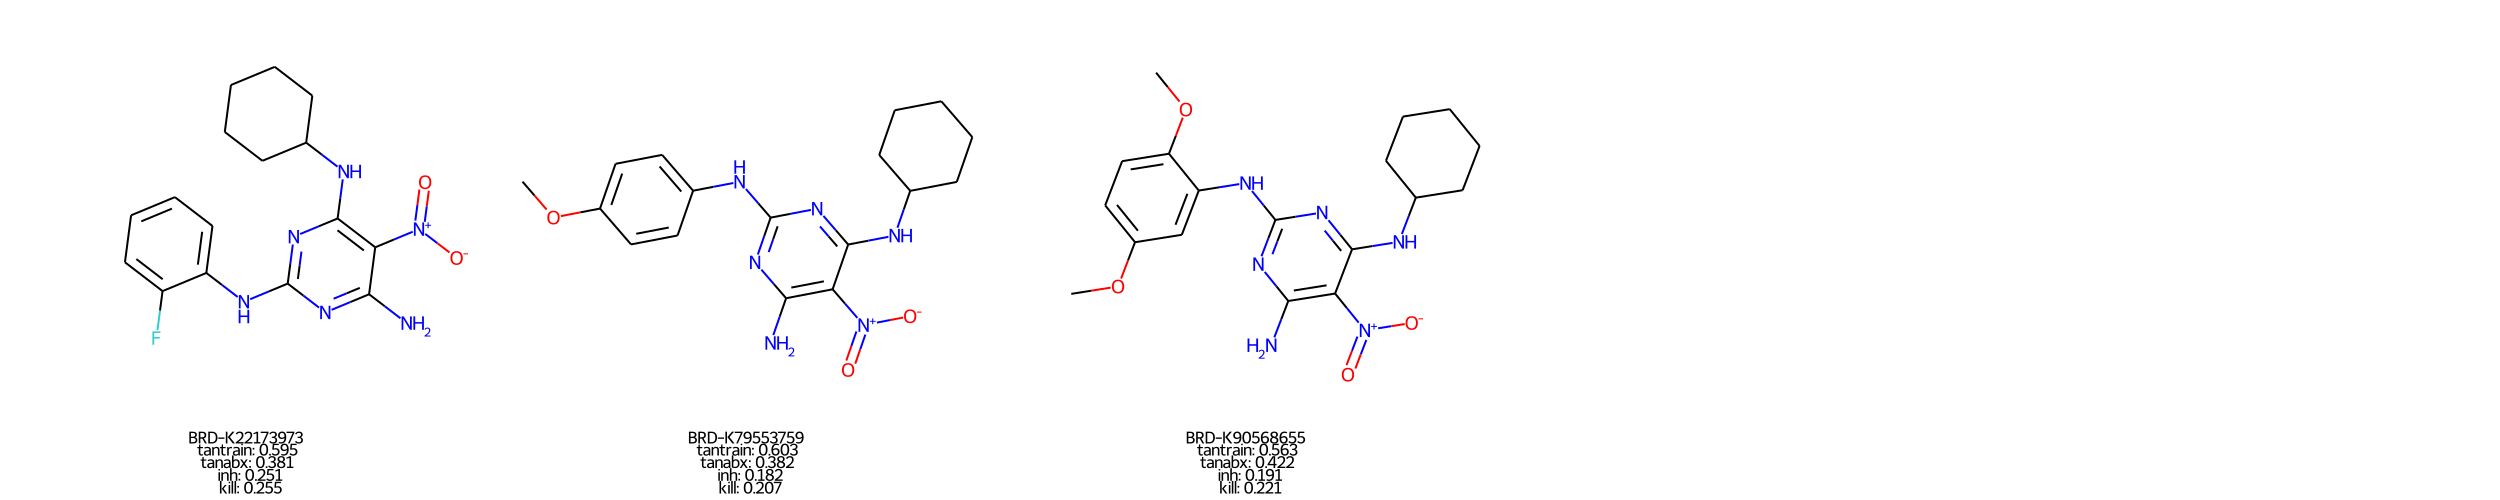 O
O
NH
O
NH
N+
O-
N
NH
N
NH2
F
O
H
N
N
NH
N
NH2
N+
O-
O
NH
N
NH
N
O
H2N
N+
O-
O
BRD-K22173973
tantrain: 0.595
tanabx: 0.381
inh: 0.251
kill: 0.255
BRD-K79553759
tantrain: 0.603
tanabx: 0.382
inh: 0.182
kill: 0.207
BRD-K90568655
tantrain: 0.563
tanabx: 0.422
inh: 0.191
kill: 0.221